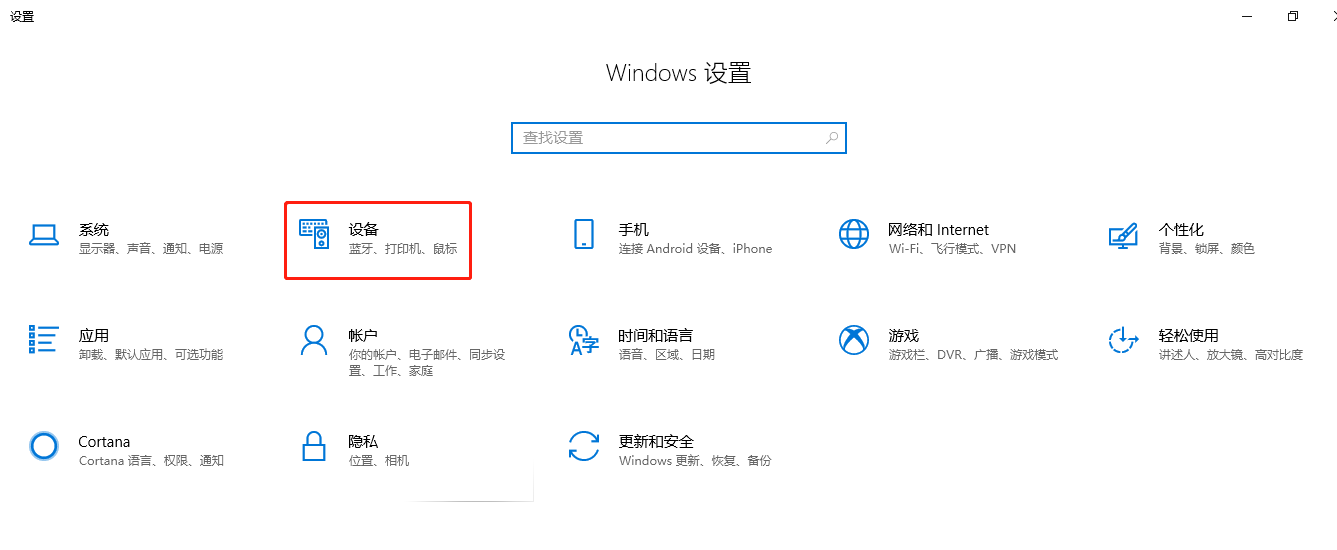 设置
Windows 设置
查找设置
系统
显示器、声音、通知、电源
设备
蓝牙、打印机、鼠标
手机
连接 Android 设备、iPhone
网络和 Internet
Wi-Fi、飞行模式、VPN
个性化
背景、锁屏、颜色
应用
卸载、默认应用、可选功能
帐户
你的帐户、电子邮件、同步设
置、工作、家庭
时间和语言
语音、区域、日期
游戏
游戏栏、DVR、广播、游戏模式
轻松使用
讲述人、放大镜、高对比度
Cortana
Cortana 语言、权限、通知
隐私
位置、相机
更新和安全
Windows 更新、恢复、备份